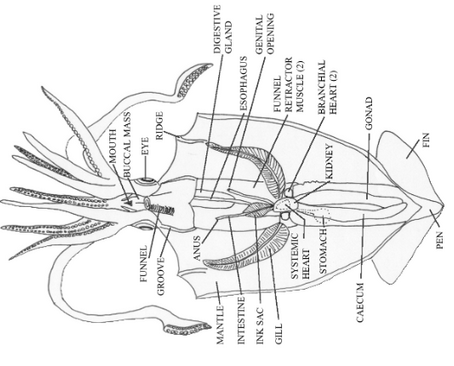 DIGESTIVE
GLAND
ESOPHAGUS
GENITAL
OPENING
FUNNEL
RETRACTOR
MUSCLE (2)
BRANCHIAL
HEART (2)
KIDNEY
GONAD
FIN
MOUTH
BUCCAL MASS
EYE
RIDGE
FUNNEL
GROOVE
ANUS
MANTLE
INTESTINE
INK SAC
GILL
SYSTEMIC
HEART
STOMACH
CAECUM
PEN